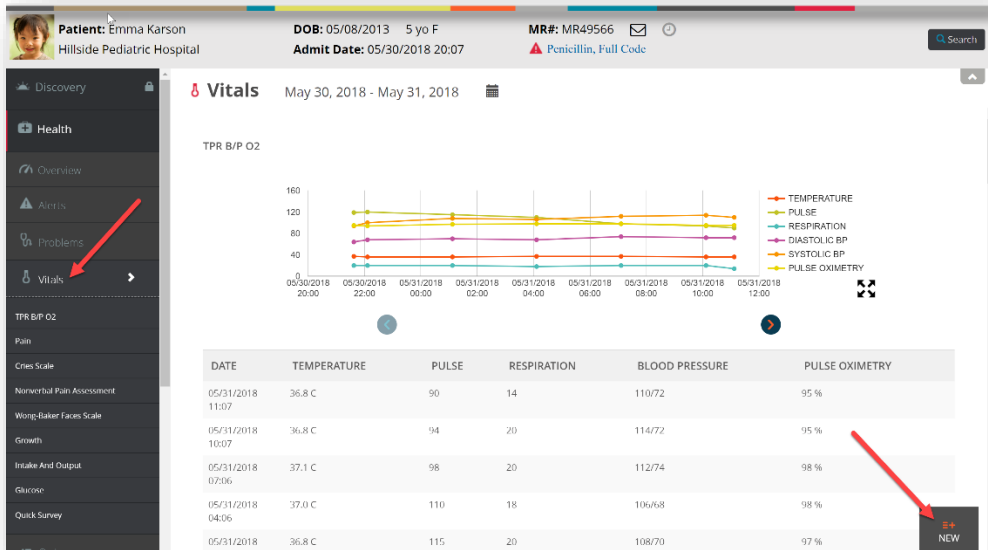 Patient: Emma Karson
Hillside Pediatric Hospital
DOB: 05/08/2013 5 yo F
Admit Date: 05/30/2018 20:07
MR#: MR49566
Penicillin, Full Code
Search
Discovery
Health
Overview
Alerts
Problems
Vitals
TPR B/P O2
Pain
Cries Scale
Nonverbal Pain Assessment
Wong-Baker Faces Scale
Growth
Intake And Output
Glucose
Quick Survey
Vitals May 30, 2018 - May 31, 2018
TPR B/P O2
160
120
80
40
0
05/30/2018 05/30/2018 05/31/2018 05/31/2018 05/31/2018 05/31/2018 05/31/2018 05/31/2018 05/31/2018
20:00 22:00 00:00 02:00 04:00 06:00 08:00 10:00 12:00
TEMPERATURE
PULSE
RESPIRATION
DIASTOLIC BP
SYSTOLIC BP
PULSE OXIMETRY
DATE TEMPERATURE PULSE RESPIRATION BLOOD PRESSURE PULSE OXIMETRY
05/31/2018 36.8 C 90 14 110/72 95 %
11:07
05/31/2018 36.8 C 94 20 114/72 95 %
10:07
05/31/2018 37.1 C 98 20 112/74 98 %
07:06
05/31/2018 37.0 C 110 18 106/68 98 %
04:06
05/31/2018 36.8 C 115 20 108/70 97 %
NEW